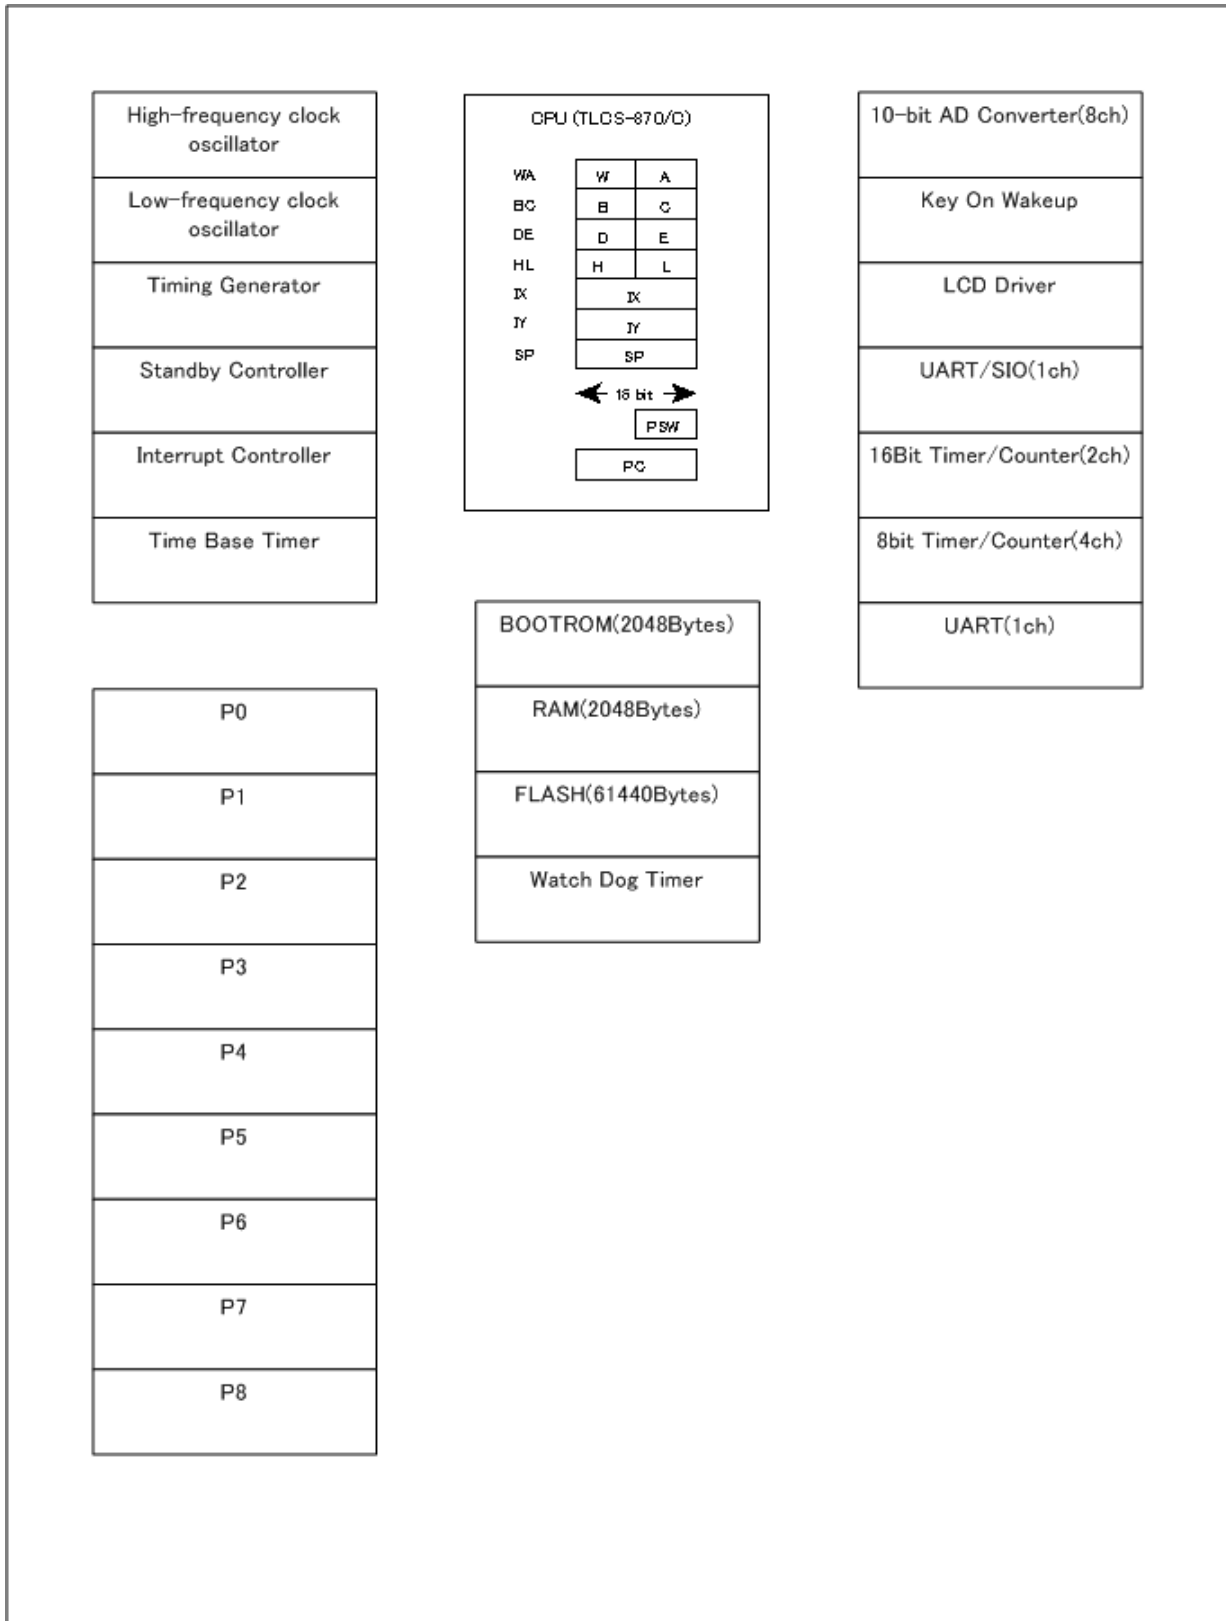 High-frequency clock
oscillator
Low-frequency clock
oscillator
Timing Generator
Standby Controller
Interrupt Controller
Time Base Timer
P0
P1
P2
P3
P4
P5
P6
P7
P8
CPU (TLCS-870/C)
WA W A
BC B C
DE D E
HL H L
IX IX
IY IY
SP SP
16 bit
PSW
PC
BOOTROM(2048Bytes)
RAM(2048Bytes)
FLASH(61440Bytes)
Watch Dog Timer
10-bit AD Converter(8ch)
Key On Wakeup
LCD Driver
UART/SIO(1ch)
16Bit Timer/Counter(2ch)
8bit Timer/Counter(4ch)
UART(1ch)